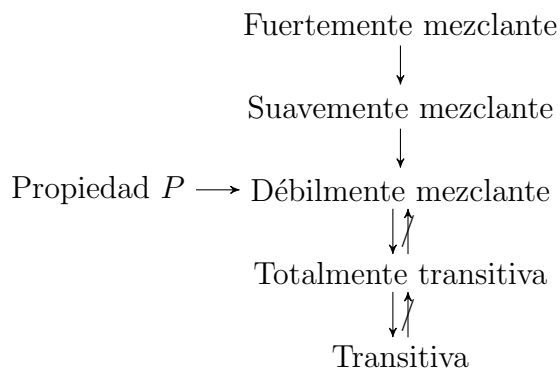 Fuertemente mezclante
Suavemente mezclante
Propiedad P Débilmente mezclante
Totalmente transitiva
Transitiva